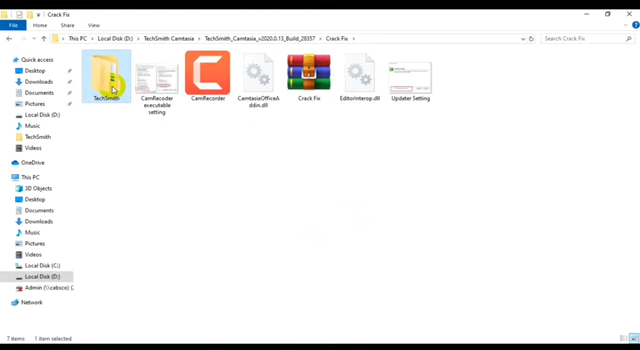 Crack Fix
File
Home
Share
View
This PC
Local Disk (D:)
TechSmith Camtasia
TechSmith_Camtasia_v2020.0.13_Build_28357
Crack Fix
Search Crack Fix
Quick access
Desktop
Downloads
Documents
Pictures
Local Disk (D:)
Music
TechSmith
Videos
OneDrive
This PC
3D Objects
Desktop
Documents
Downloads
Music
Pictures
Videos
Local Disk (C:)
Local Disk (D:)
Admin (\\cabsco) (
Network
TechSmith
CamRecoder
executable
setting
CamRecorder
CamtasiaOfficeA
ddin.dll
Crack Fix
EditorInterop.dll
Updater Setting
7 items
1 item selected